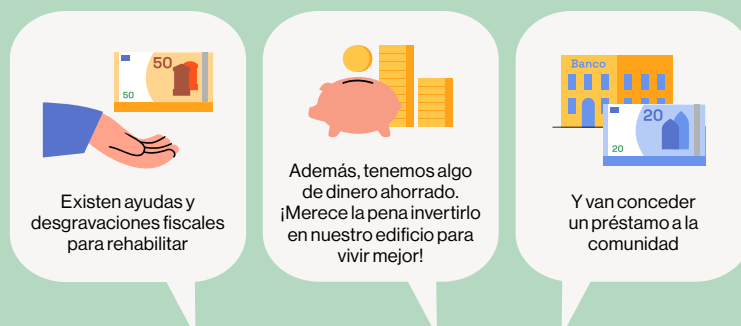 50
50
Existen ayudas y
desgravaciones fiscales
para rehabilitar
Además, tenemos algo
de dinero ahorrado.
¡Merece la pena invertirlo
en nuestro edificio para
vivir mejor!
Banco
20
20
Y van conceder
un préstamo a la
comunidad